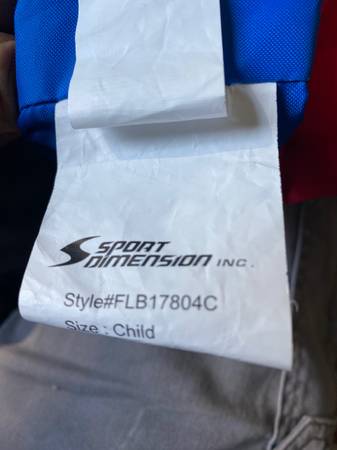 SPORT
DIMENSION INC.
Style#FLB17804C
Size : Child